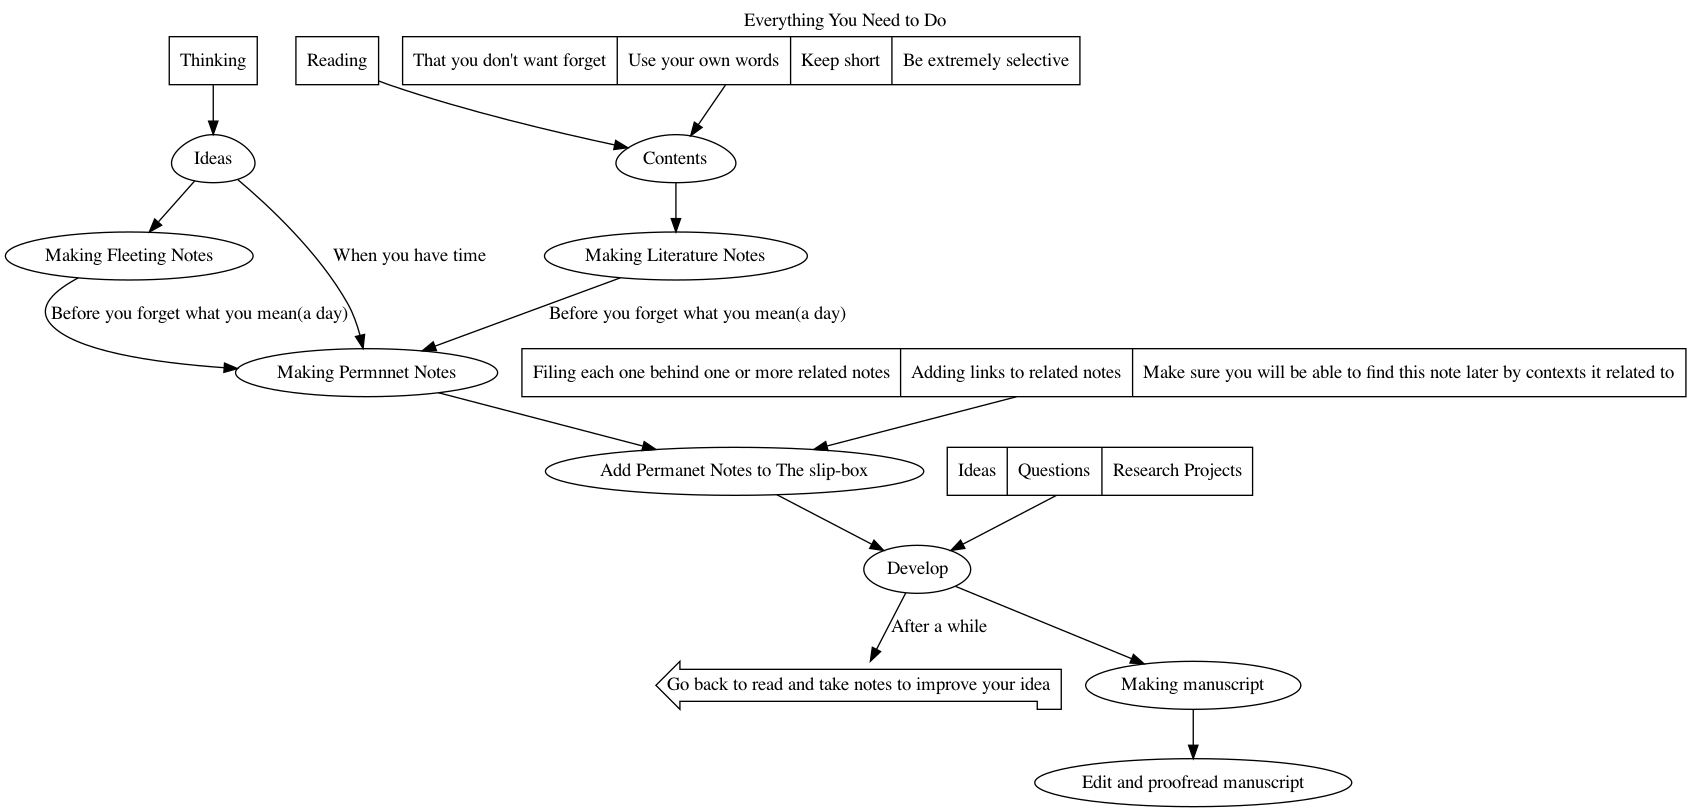 Everything You Need to Do
Thinking
Reading
That you don't want forget
Use your own words
Keep short
Be extremely selective
Ideas
Contents
Making Fleeting Notes
When you have time
Making Literature Notes
Before you forget what you mean(a day)
Before you forget what you mean(a day)
Making Permnnet Notes
Filing each one behind one or more related notes
Adding links to related notes
Make sure you will be able to find this note later by contexts it related to
Add Permanet Notes to The slip-box
Ideas
Questions
Research Projects
Develop
After a while
Go back to read and take notes to improve your idea
Making manuscript
Edit and proofread manuscript